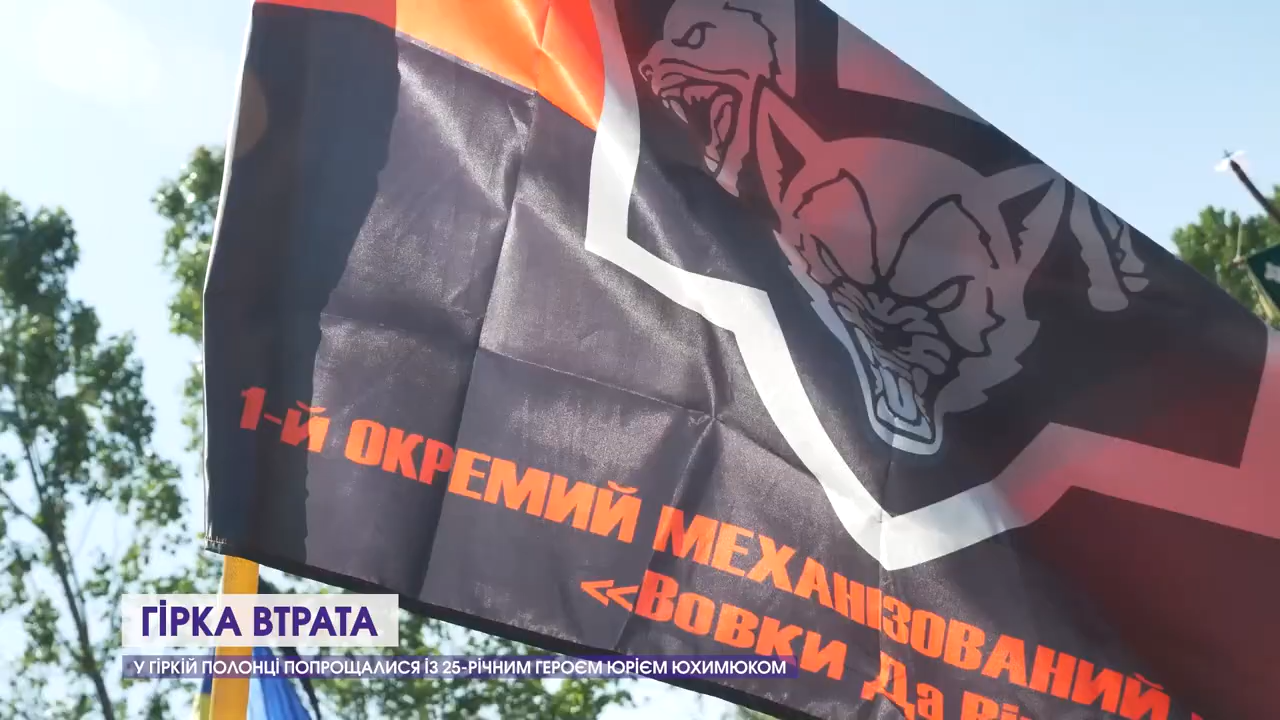 1-Й ОКРЕМИЙ МЕХАНІЗОВАНИЙ
«Вовки Да
ГІРКА ВТРАТА
У ГІРКІЙ ПОЛОНЦІ ПОПРОЩАЛИСЯ ІЗ 25-РІЧНИМ ГЕРОЄМ ЮРІЄМ ЮХИМЮКОМ